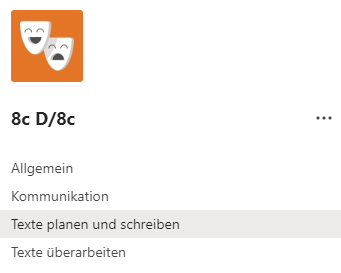 8c D/8c
Allgemein
Kommunikation
Texte planen und schreiben
Texte überarbeiten